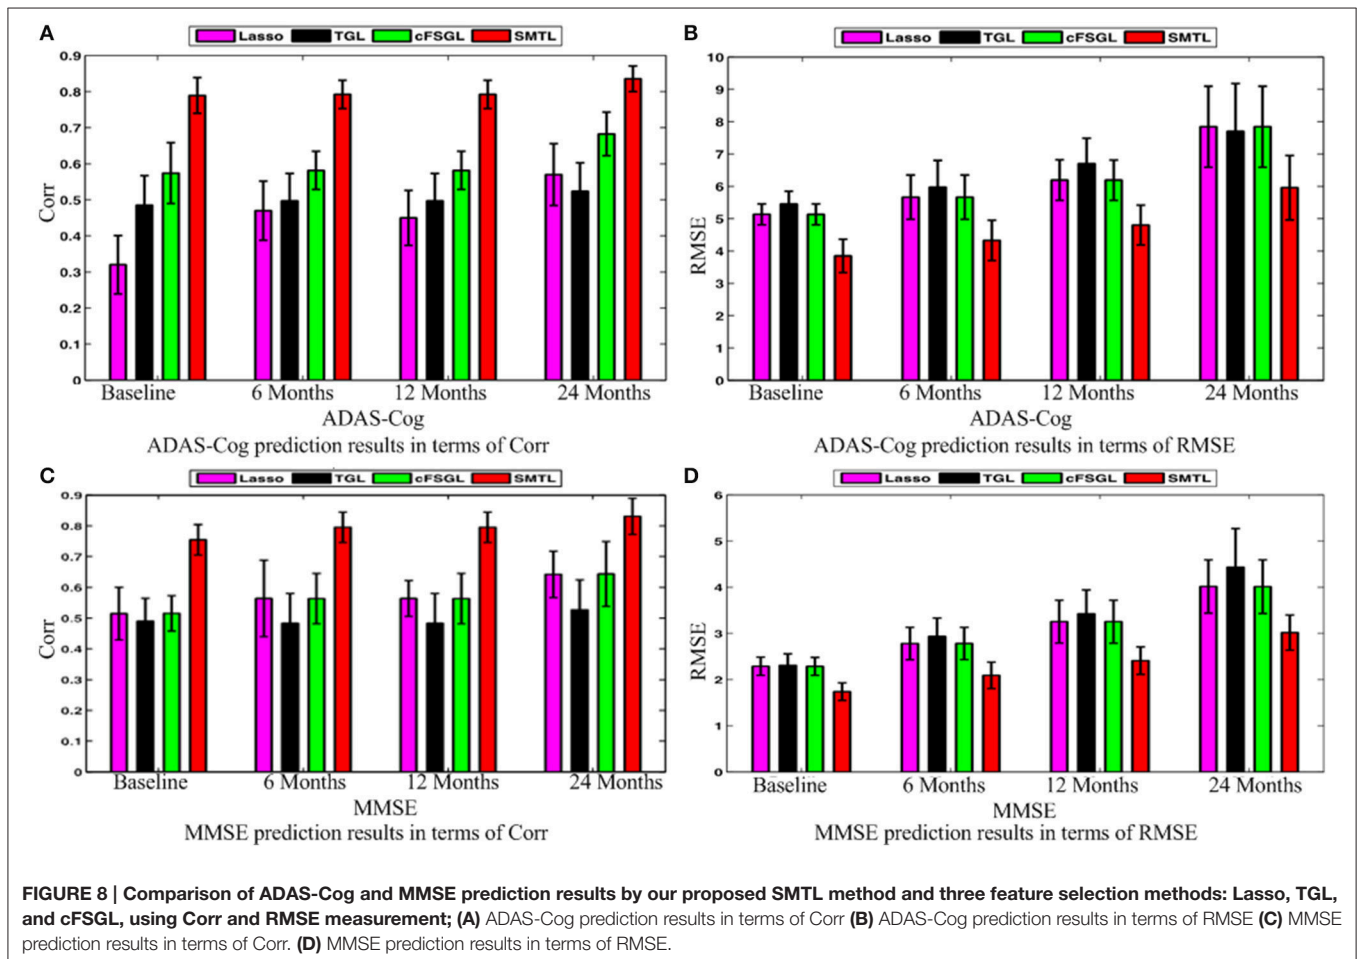 A
Lasso TGL cFSGL SMTL
0.9
0.8
0.7
0.6
0.5
0.4
0.3
0.2
0.1
0
Corr
Baseline 6 Months 12 Months 24 Months
ADAS-Cog
ADAS-Cog prediction results in terms of Corr
B
Lasso TGL cFSGL SMTL
10
9
8
7
6
5
4
3
2
1
0
RMSE
Baseline 6 Months 12 Months 24 Months
ADAS-Cog
ADAS-Cog prediction results in terms of RMSE
C
Lasso TGL cFSGL SMTL
0.9
0.8
0.7
0.6
0.5
0.4
0.3
0.2
0.1
0
Corr
Baseline 6 Months 12 Months 24 Months
MMSE
MMSE prediction results in terms of Corr
D
Lasso TGL cFSGL SMTL
6
5
4
3
2
1
0
RMSE
Baseline 6 Months 12 Months 24 Months
MMSE
MMSE prediction results in terms of RMSE
FIGURE 8 | Comparison of ADAS-Cog and MMSE prediction results by our proposed SMTL method and three feature selection methods: Lasso, TGL,
and cFSGL, using Corr and RMSE measurement; (A) ADAS-Cog prediction results in terms of Corr (B) ADAS-Cog prediction results in terms of RMSE (C) MMSE
prediction results in terms of Corr. (D) MMSE prediction results in terms of RMSE.